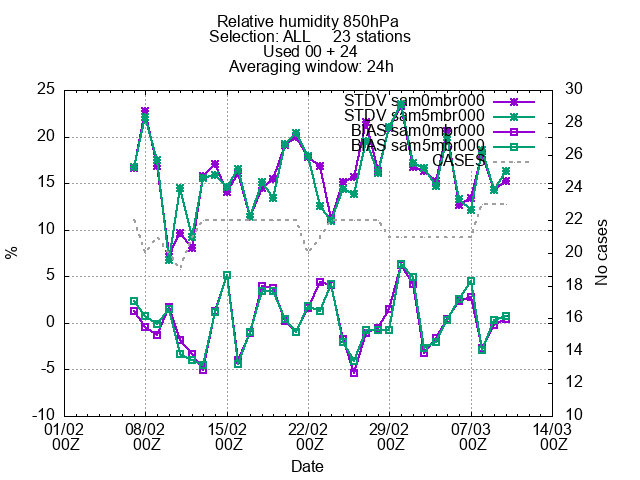 Relative humidity 850hPa
Selection: ALL 23 stations
Used 00 + 24
Averaging window: 24h
25
20
15
10
5
0
-5
-10
%
30
28
26
24
22
20
18
16
14
12
10
No cases
STDV sam0mbr000
STDV sam5mbr000
BIAS sam0mbr000
BIAS sam5mbr000
CASES
01/02 08/02 15/02 22/02 29/02 07/03 14/03
00Z 00Z 00Z 00Z 00Z 00Z 00Z
Date